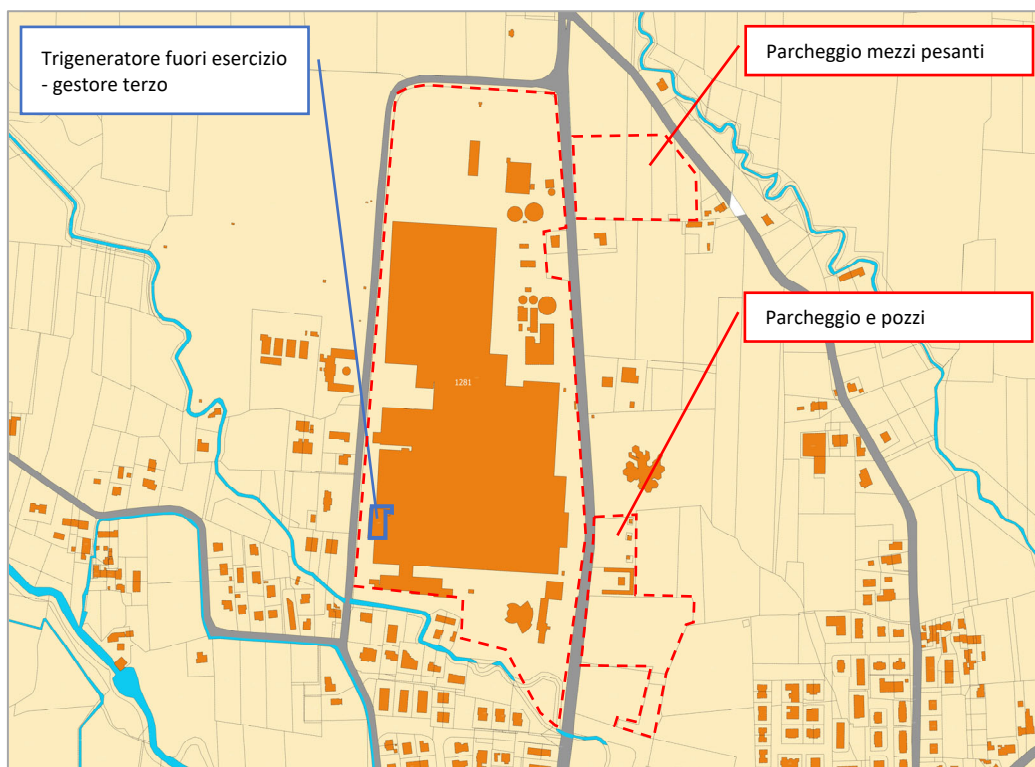 Trigeneratore fuori esercizio
- gestore terzo
Parcheggio mezzi pesanti
Parcheggio e pozzi
1281